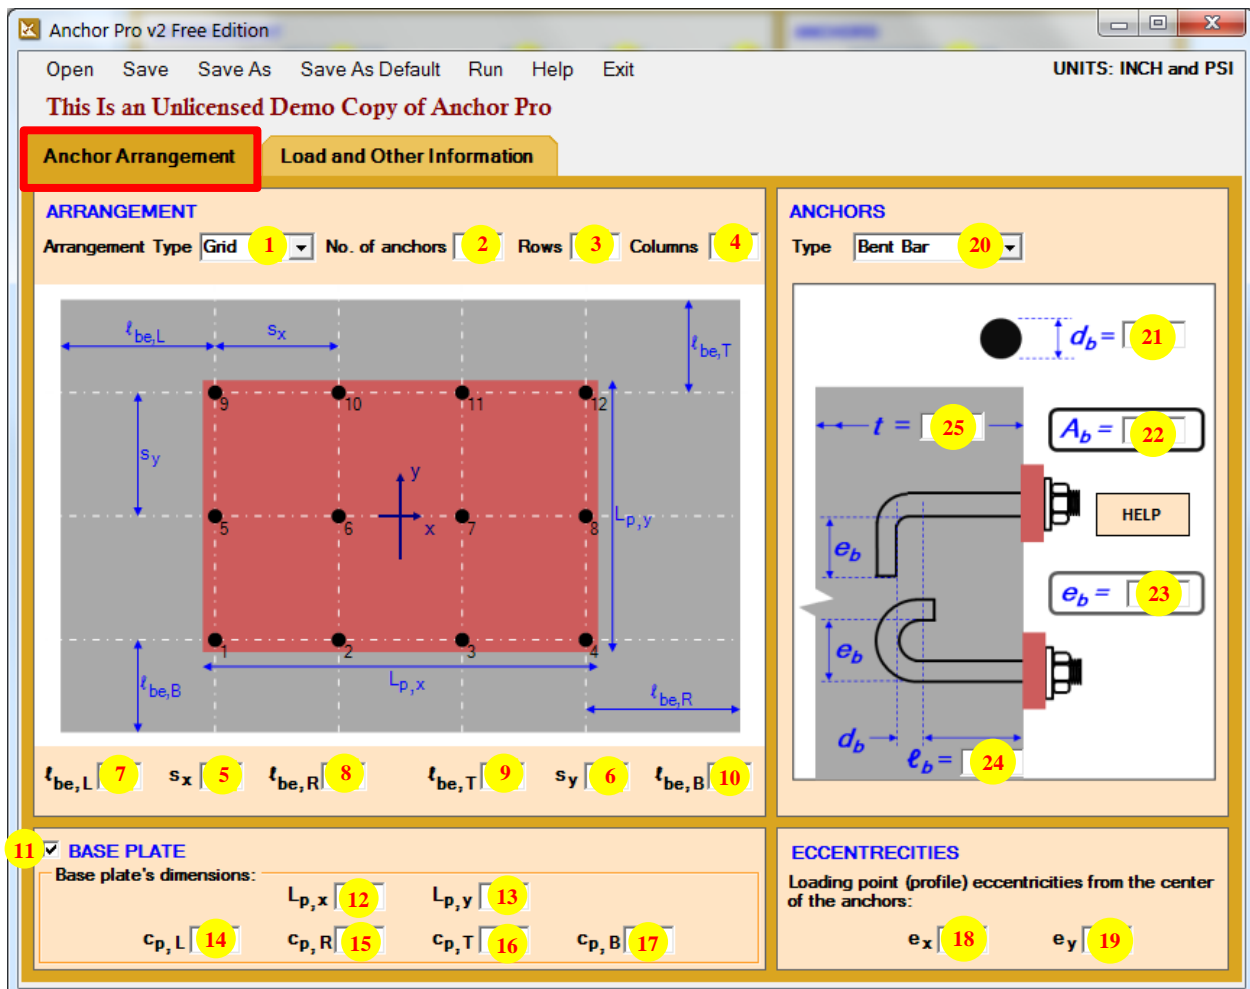 Anchor Pro v2 Free Edition
Open Save Save As Save As Default Run Help Exit UNITS: INCH and PSI
This Is an Unlicensed Demo Copy of Anchor Pro
Anchor Arrangement Load and Other Information
ARRANGEMENT
Arrangement Type Grid 1 No. of anchors 2 Rows 3 Columns 4
ℓbe,L sx ℓbe,T
9 10 11 12
sy y Lp,y
5 6 x 7 8
1 2 3 4
ℓbe,B Lp,x ℓbe,R
ℓbe,L 7 sx 5 ℓbe,R 8 ℓbe,T 9 sy 6 ℓbe,B 10
ANCHORS
Type Bent Bar 20
db = 21
t = 25 Ab = 22
HELP
eb
eb = 23
eb
db
ℓb = 24
11 BASE PLATE
Base plate's dimensions:
Lp,x 12 Lp,y 13
cp,L 14 cp,R 15 cp,T 16 cp,B 17
ECCENTRECITIES
Loading point (profile) eccentricities from the center
of the anchors:
ex 18 ey 19